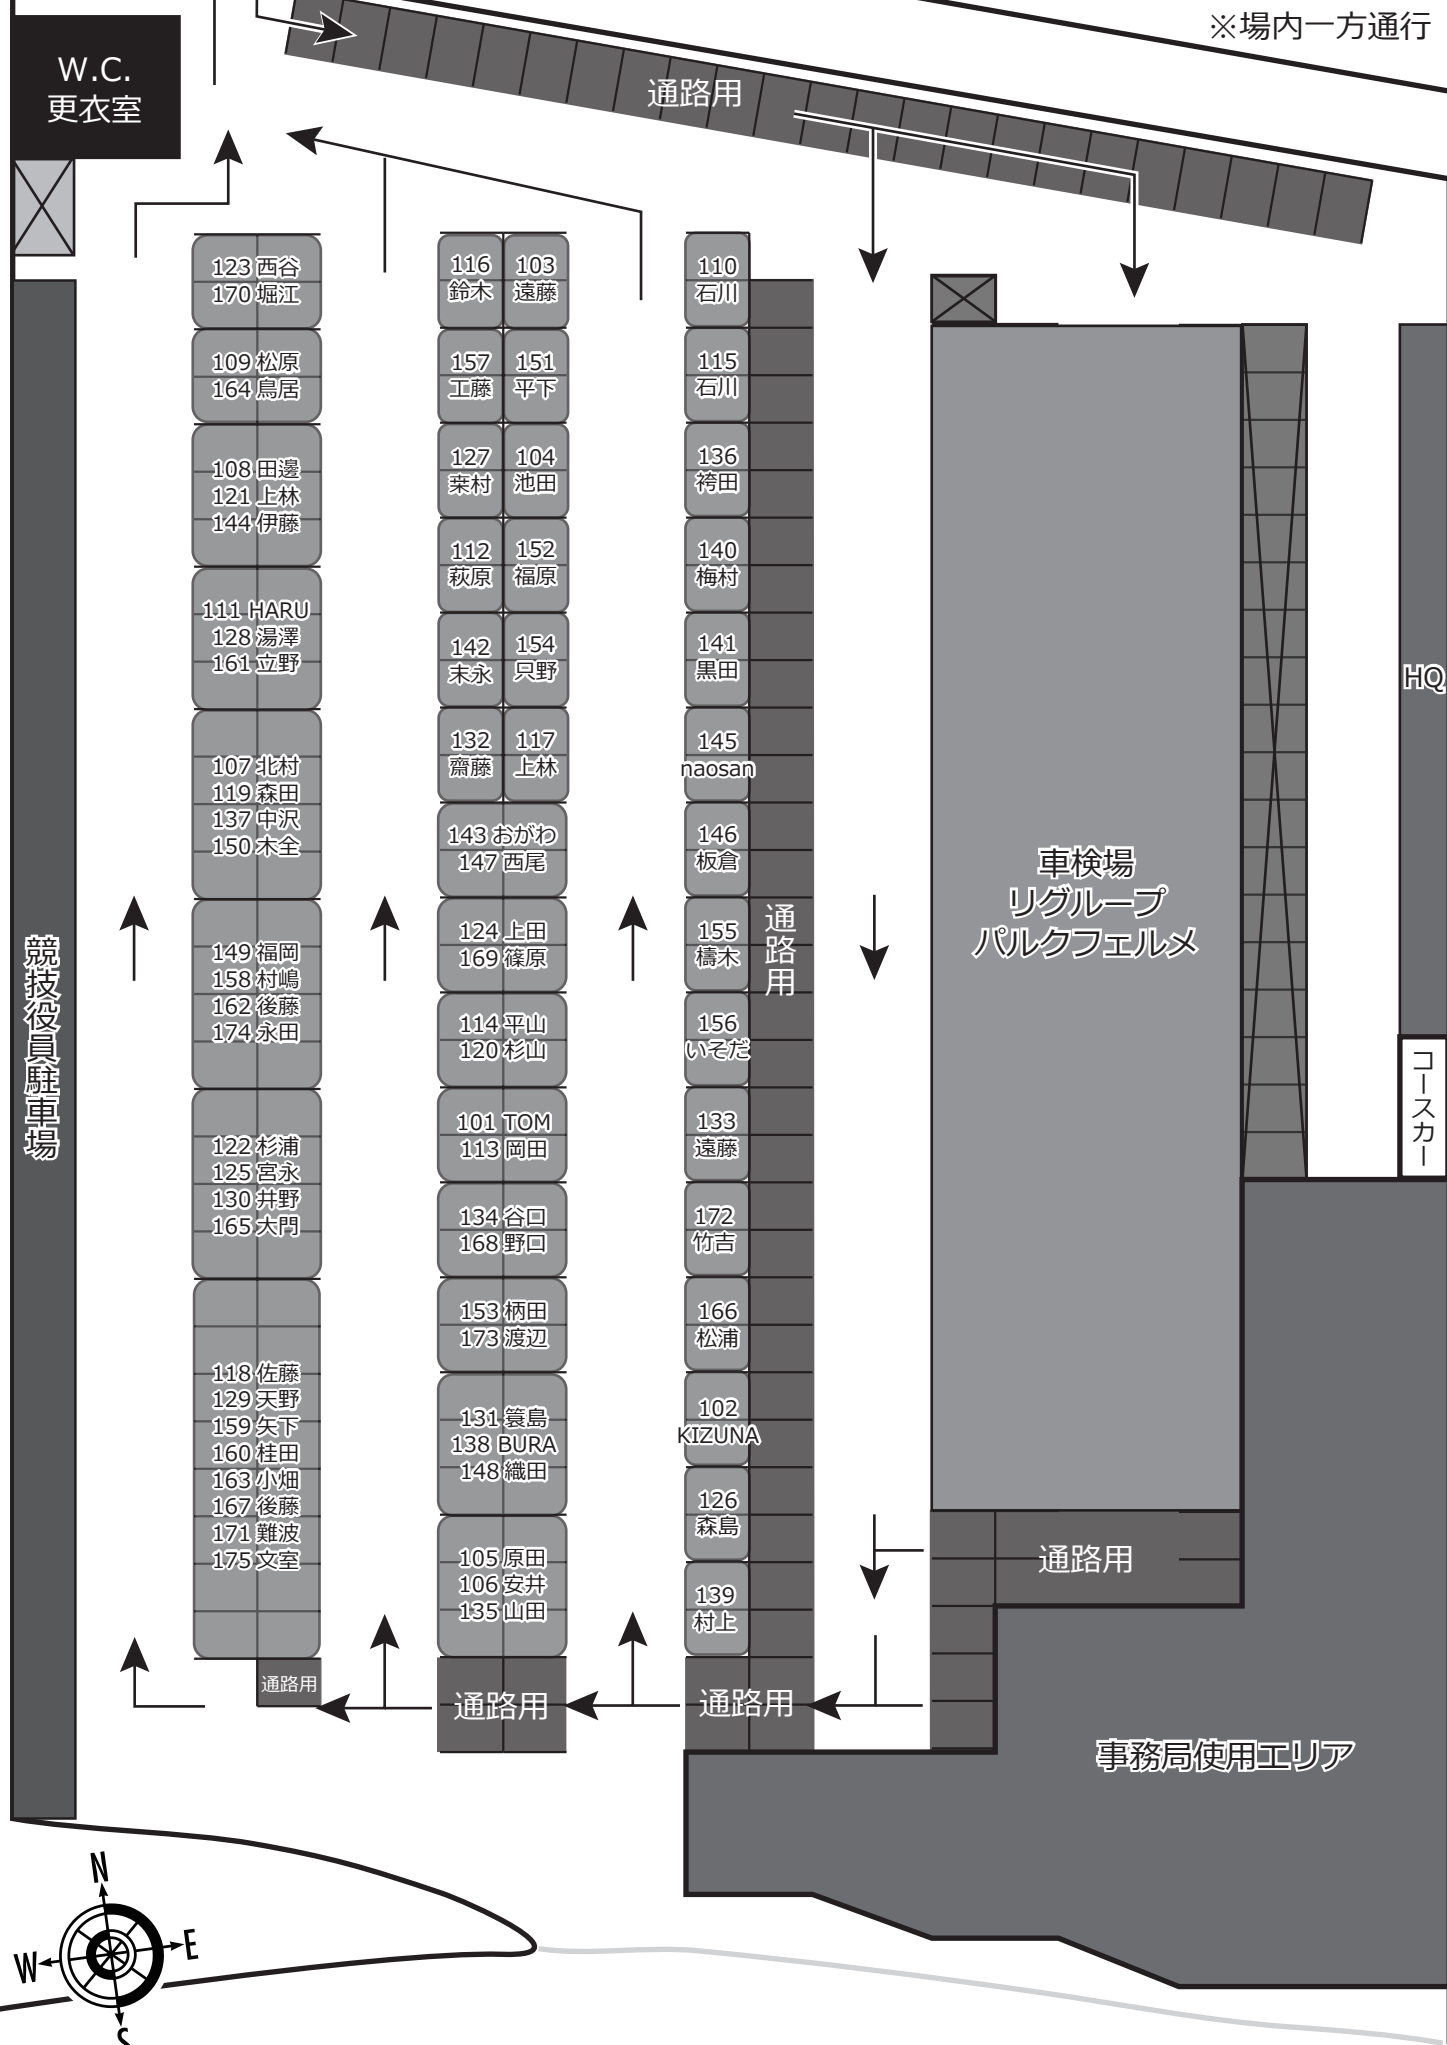 ※場内一方通行
W.C.
更衣室
通路用
123 西谷
170 堀江
109 松原
164 鳥居
108 田邊
121 上林
144 伊藤
111 HARU
128 湯澤
161 立野
107 北村
119 森田
137 中沢
150 木全
149 福岡
158 村嶋
162 後藤
174 永田
122 杉浦
125 宮永
130 井野
165 大門
118 佐藤
129 天野
159 矢下
160 桂田
163 小畑
167 後藤
171 難波
175 文室
通路用
116
鈴木
103
遠藤
157
工藤
151
平下
127
桒村
104
池田
112
萩原
152
福原
142
末永
154
只野
132
齋藤
117
上林
143 おがわ
147 西尾
124 上田
169 篠原
114 平山
120 杉山
101 TOM
113 岡田
134 谷口
168 野口
153 柄田
173 渡辺
131 簑島
138 BURA
148 織田
105 原田
106 安井
135 山田
通路用
110
石川
115
石川
136
袴田
140
梅村
141
黒田
145
naosan
146
板倉
155
檮木
156
いそだ
133
遠藤
172
竹吉
166
松浦
102
KIZUNA
126
森島
139
村上
通路用
通路用
車検場
リグループ
パルクフェルメ
通路用
HQ
コースカー
事務局使用エリア
競技役員駐車場
N
W
E
S